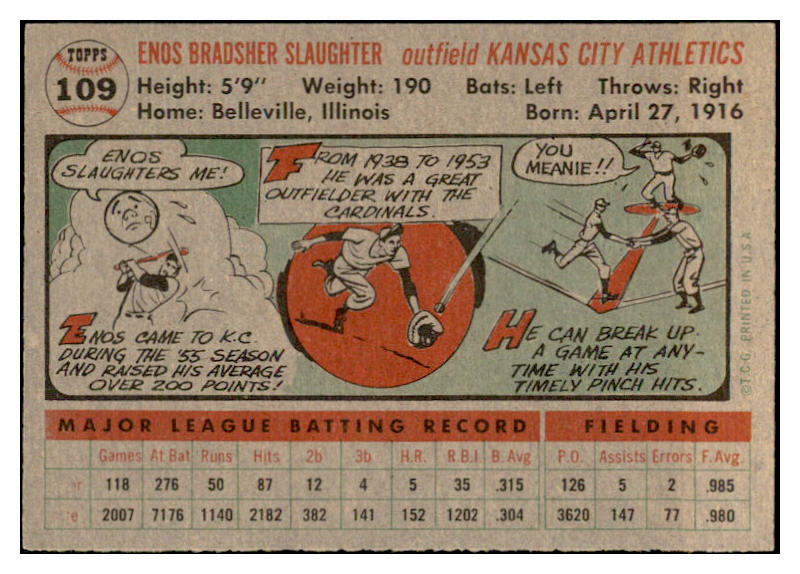 TOPPS
109
ENOS BRADSHER SLAUGHTER outfield KANSAS CITY ATHLETICS
Height: 5'9" Weight: 190 Bats: Left Throws: Right
Home: Belleville, Illinois Born: April 27, 1916
ENOS
SLAUGHTERS ME!
FROM 1938 TO 1953
HE WAS A GREAT
OUTFIELDER WITH THE
CARDINALS.
YOU
MEANIE!!
ENOS CAME TO K.C.
DURING THE '55 SEASON
AND RAISED HIS AVERAGE
OVER 200 POINTS!
HE CAN BREAK UP
A GAME AT ANY-
TIME WITH HIS
TIMELY PINCH HITS.
©T.C.G. PRINTED IN U.S.A
MAJOR LEAGUE BATTING RECORD FIELDING
Games At Bat Runs Hits 2b 3b H.R. R.B.I. B. Avg P.O. Assists Errors F. Avg.
118 276 50 87 12 4 5 35 .315 126 5 2 .985
2007 7176 1140 2182 382 141 152 1202 .304 3620 147 77 .980